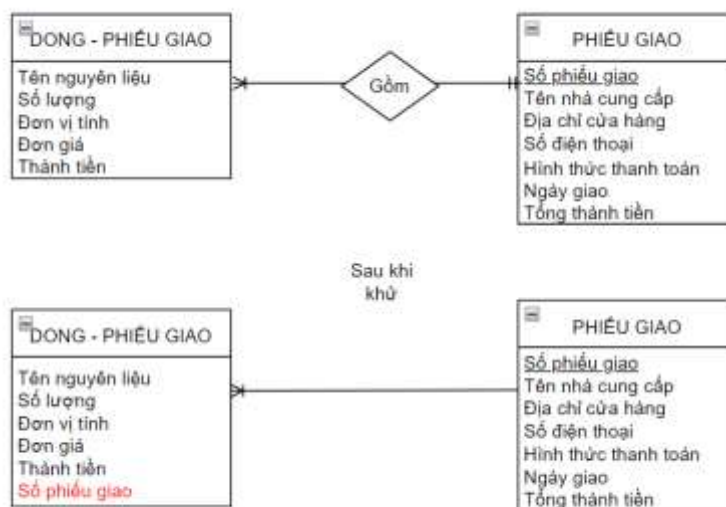 DONG - PHIẾU GIAO
Tên nguyên liệu
Số lượng
Đơn vị tính
Đơn giá
Thành tiền
Gồm
PHIẾU GIAO
Số phiếu giao
Tên nhà cung cấp
Địa chỉ cửa hàng
Số điện thoại
Hình thức thanh toán
Ngày giao
Tổng thành tiền
Sau khi
khử
DONG - PHIẾU GIAO
Tên nguyên liệu
Số lượng
Đơn vị tính
Đơn giá
Thành tiền
Số phiếu giao
PHIẾU GIAO
Số phiếu giao
Tên nhà cung cấp
Địa chỉ cửa hàng
Số điện thoại
Hình thức thanh toán
Ngày giao
Tổng thành tiền